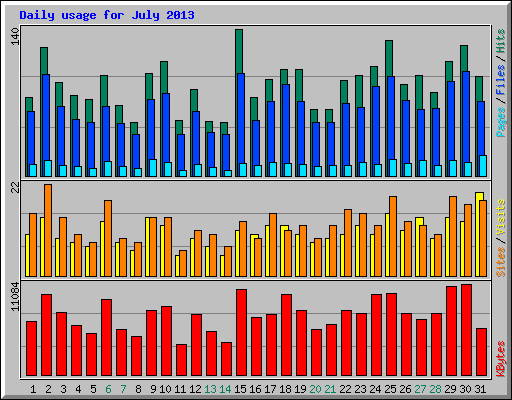 Daily usage for July 2013
140
Pages / Files / Hits
22
Sites / Visits
11084
KBytes
1 2 3 4 5 6 7 8 9 10 11 12 13 14 15 16 17 18 19 20 21 22 23 24 25 26 27 28 29 30 31